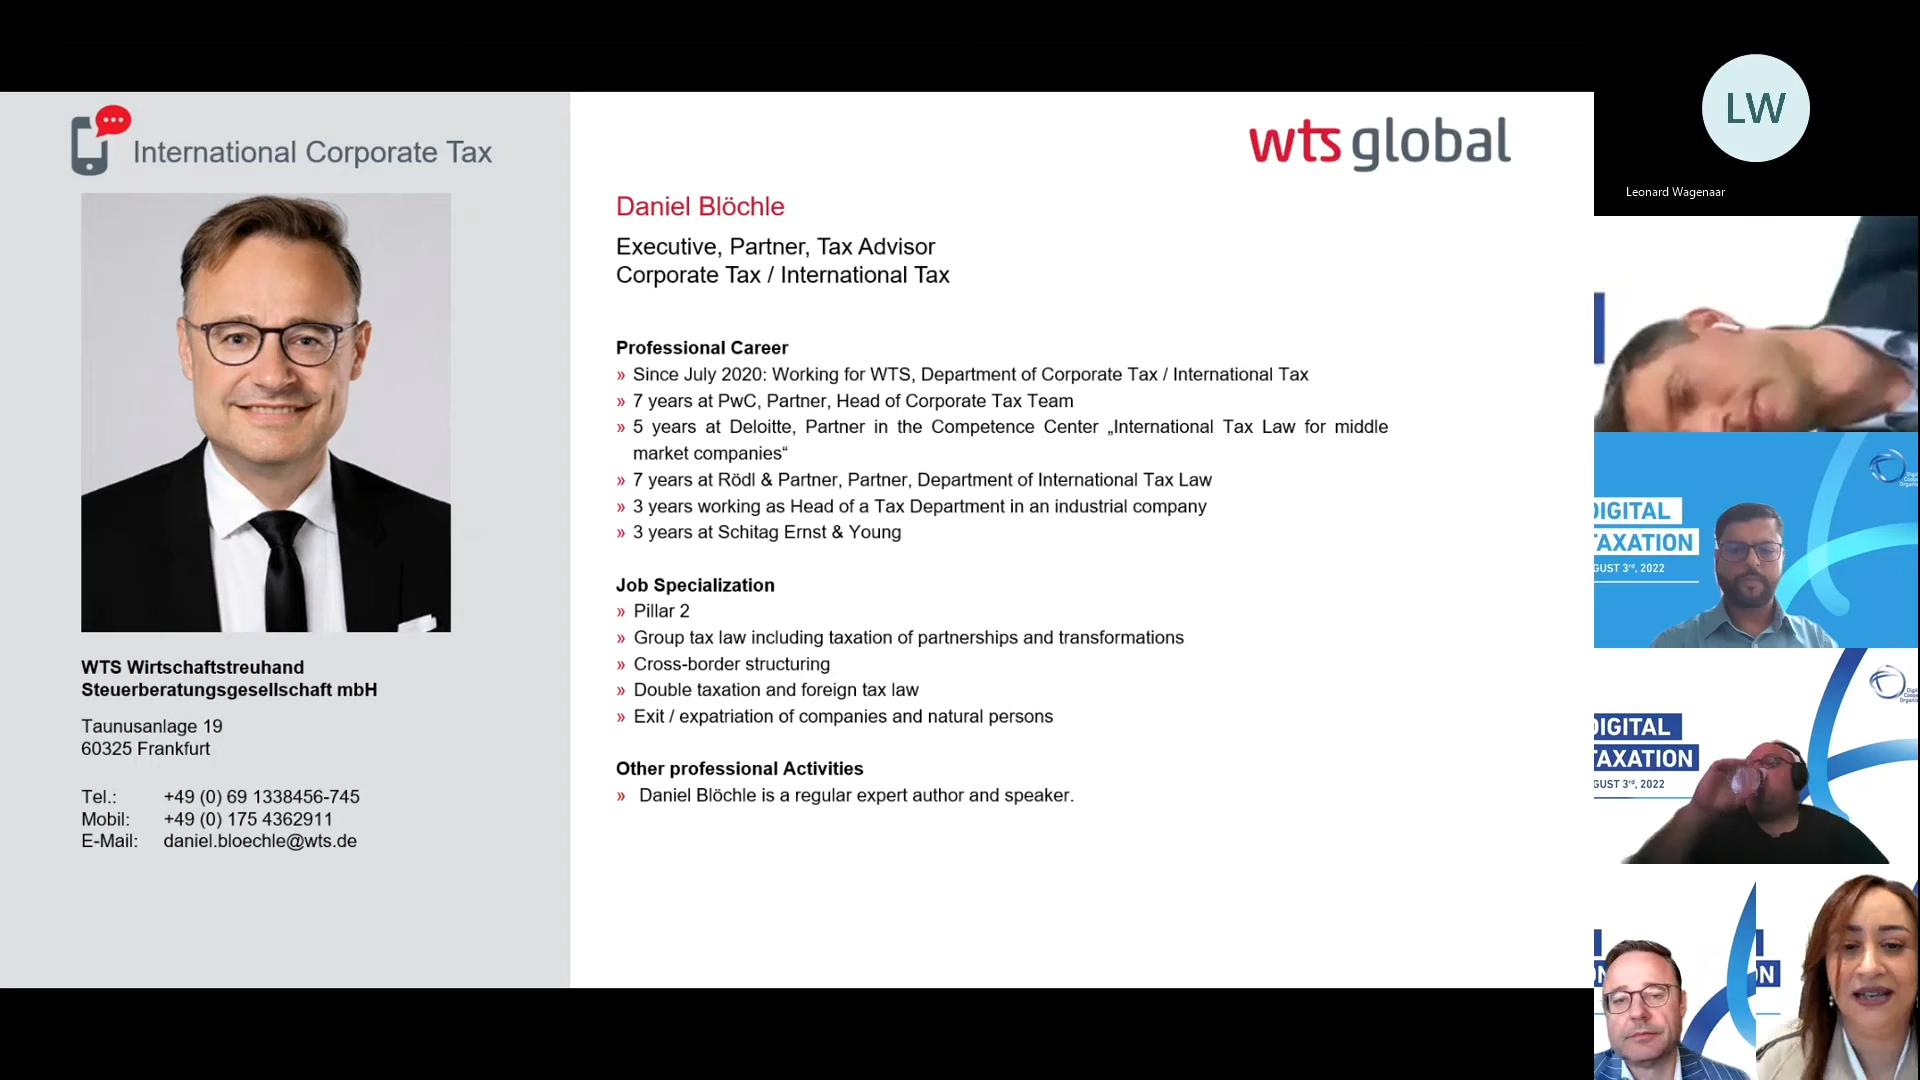 International Corporate Tax
WTS Wirtschaftstreuhand
Steuerberatungsgesellschaft mbH
Taunusanlage 19
60325 Frankfurt
Tel.: +49 (0) 69 1338456-745
Mobil: +49 (0) 175 4362911
E-Mail: daniel.bloechle@wts.de
wts global
Daniel Blöchle
Executive, Partner, Tax Advisor
Corporate Tax / International Tax
Professional Career
» Since July 2020: Working for WTS, Department of Corporate Tax / International Tax
» 7 years at PwC, Partner, Head of Corporate Tax Team
» 5 years at Deloitte, Partner in the Competence Center „International Tax Law for middle
market companies“
» 7 years at Rödl & Partner, Partner, Department of International Tax Law
» 3 years working as Head of a Tax Department in an industrial company
» 3 years at Schitag Ernst & Young
Job Specialization
» Pillar 2
» Group tax law including taxation of partnerships and transformations
» Cross-border structuring
» Double taxation and foreign tax law
» Exit / expatriation of companies and natural persons
Other professional Activities
» Daniel Blöchle is a regular expert author and speaker.
LW
Leonard Wagenaar
DIGITAL
TAXATION
GUST 3rd, 2022
DIGITAL
TAXATION
GUST 3rd, 2022